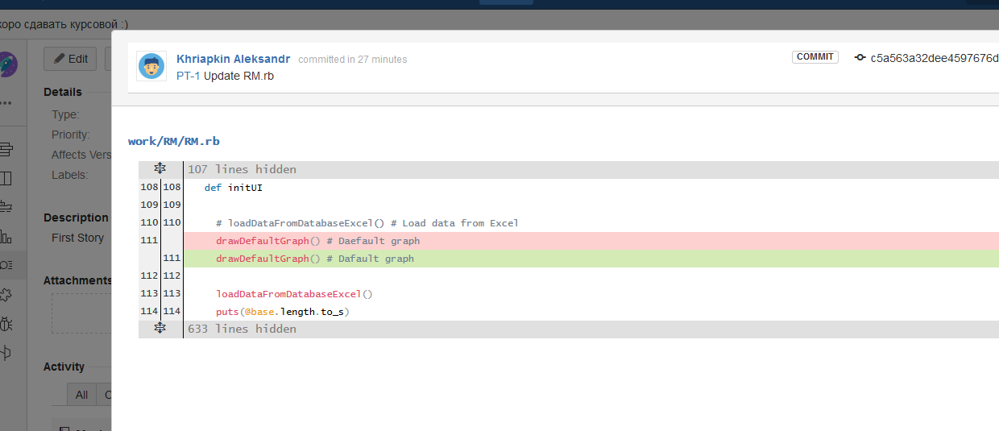 коро сдавать курсовой :)
Edit
Khriapkin Aleksandr committed in 27 minutes
COMMIT c5a563a32dee4597676d
PT-1 Update RM.rb
Details
Type:
Priority:
Affects Vers
Labels:
Description
First Story
Attachments
Activity
All
work/RM/RM.rb
107 lines hidden
108 108 def initUI
109 109
110 110 # loadDataFromDatabaseExcel() # Load data from Excel
111 drawDefaultGraph() # Daefault graph
111 drawDefaultGraph() # Dafault graph
112 112
113 113 loadDataFromDatabaseExcel()
114 114 puts(@base.length.to_s)
633 lines hidden